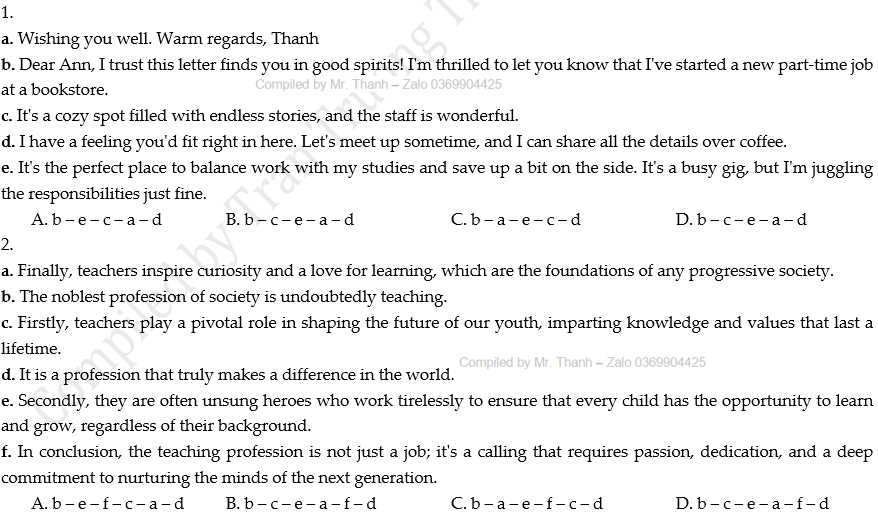 1.
a. Wishing you well. Warm regards, Thanh
b. Dear Ann, I trust this letter finds you in good spirits! I'm thrilled to let you know that I've started a new part-time job
at a bookstore.
Compiled by Mr. Thanh – Zalo 0369904425
c. It's a cozy spot filled with endless stories, and the staff is wonderful.
d. I have a feeling you'd fit right in here. Let's meet up sometime, and I can share all the details over coffee.
e. It's the perfect place to balance work with my studies and save up a bit on the side. It's a busy gig, but I'm juggling
the responsibilities just fine.
A. b – e – c – a – d B. b – c – e – a – d C. b – a – e – c – d D. b – c – e – a – d
2.
a. Finally, teachers inspire curiosity and a love for learning, which are the foundations of any progressive society.
b. The noblest profession of society is undoubtedly teaching.
c. Firstly, teachers play a pivotal role in shaping the future of our youth, imparting knowledge and values that last a
lifetime.
Compiled by Mr. Thanh – Zalo 0369904425
d. It is a profession that truly makes a difference in the world.
e. Secondly, they are often unsung heroes who work tirelessly to ensure that every child has the opportunity to learn
and grow, regardless of their background.
f. In conclusion, the teaching profession is not just a job; it's a calling that requires passion, dedication, and a deep
commitment to nurturing the minds of the next generation.
A. b – e – f – c – a – d B. b – c – e – a – f – d C. b – a – e – f – c – d D. b – c – e – a – f – d
Compiled by Tran Truong